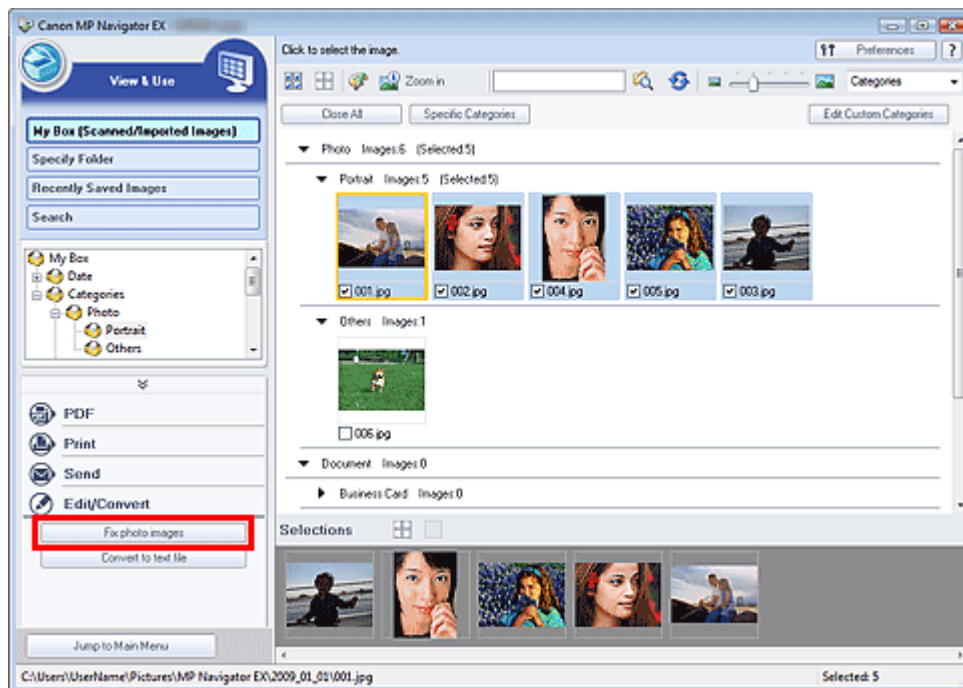 Canon MP Navigator EX
View & Use
My Box (Scanned/Imported Images)
Specify Folder
Recently Saved Images
Search
My Box
Date
Categories
Photo
Portrait
Others
PDF
Print
Send
Edit/Convert
Fix photo images
Convert to text file
Jump to Main Menu
Click to select the image.
Preferences ?
Zoom in
Categories
Close All Specific Categories Edit Custom Categories
Photo Images:6 (Selected:5)
Portrait Images:5 (Selected:5)
001.jpg 002.jpg 004.jpg 005.jpg 003.jpg
Others Images:1
006.jpg
Document Images:0
Business Card Images:0
Selections
C:\Users\UserName\Pictures\MP Navigator EX\2009_01_01\001.jpg Selected: 5